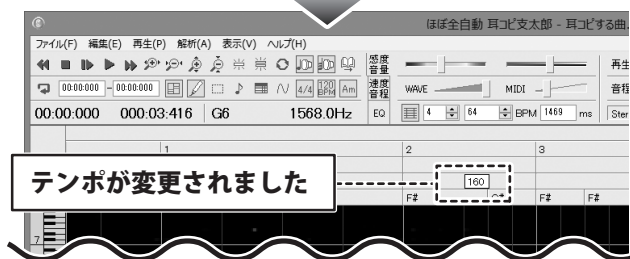 ほぼ全自動 耳コピ支太郎 - 耳コピする曲.
ファイル(F) 編集(E) 再生(P) 解析(A) 表示(V) ヘルプ(H)
感度
音量
再生
00:00:000 - 00:00:000 4/4 120 BPM Am
速度
音程
WAVE MIDI 音程
00:00:000 000:03:416 G6 1568.0Hz EQ 4 64 BPM 1469 ms Ster
1 2 3
テンポが変更されました
160
F# F# F#
7